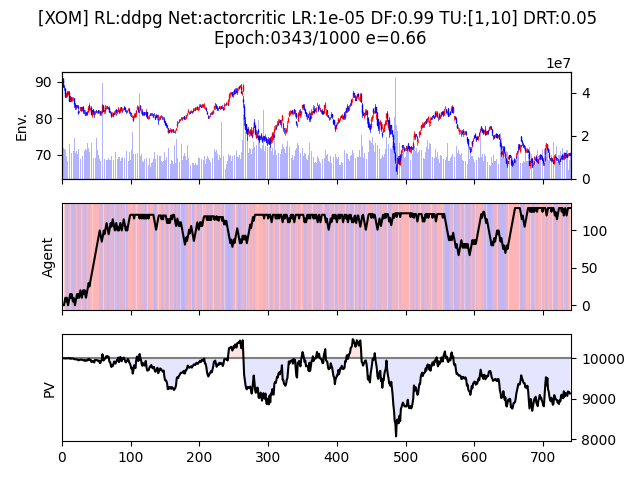 [XOM] RL:ddpg Net:actorcritic LR:1e-05 DF:0.99 TU:[1,10] DRT:0.05
Epoch:0343/1000 e=0.66
1e7
90
80
70
Env.
4
2
0
Agent
100
50
0
PV
10000
9000
8000
0 100 200 300 400 500 600 700